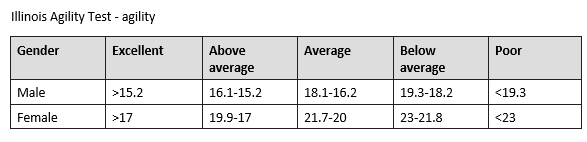 Illinois Agility Test - agility
Gender Excellent Above average Average Below average Poor
Male >15.2 16.1-15.2 18.1-16.2 19.3-18.2 <19.3
Female >17 19.9-17 21.7-20 23-21.8 <23